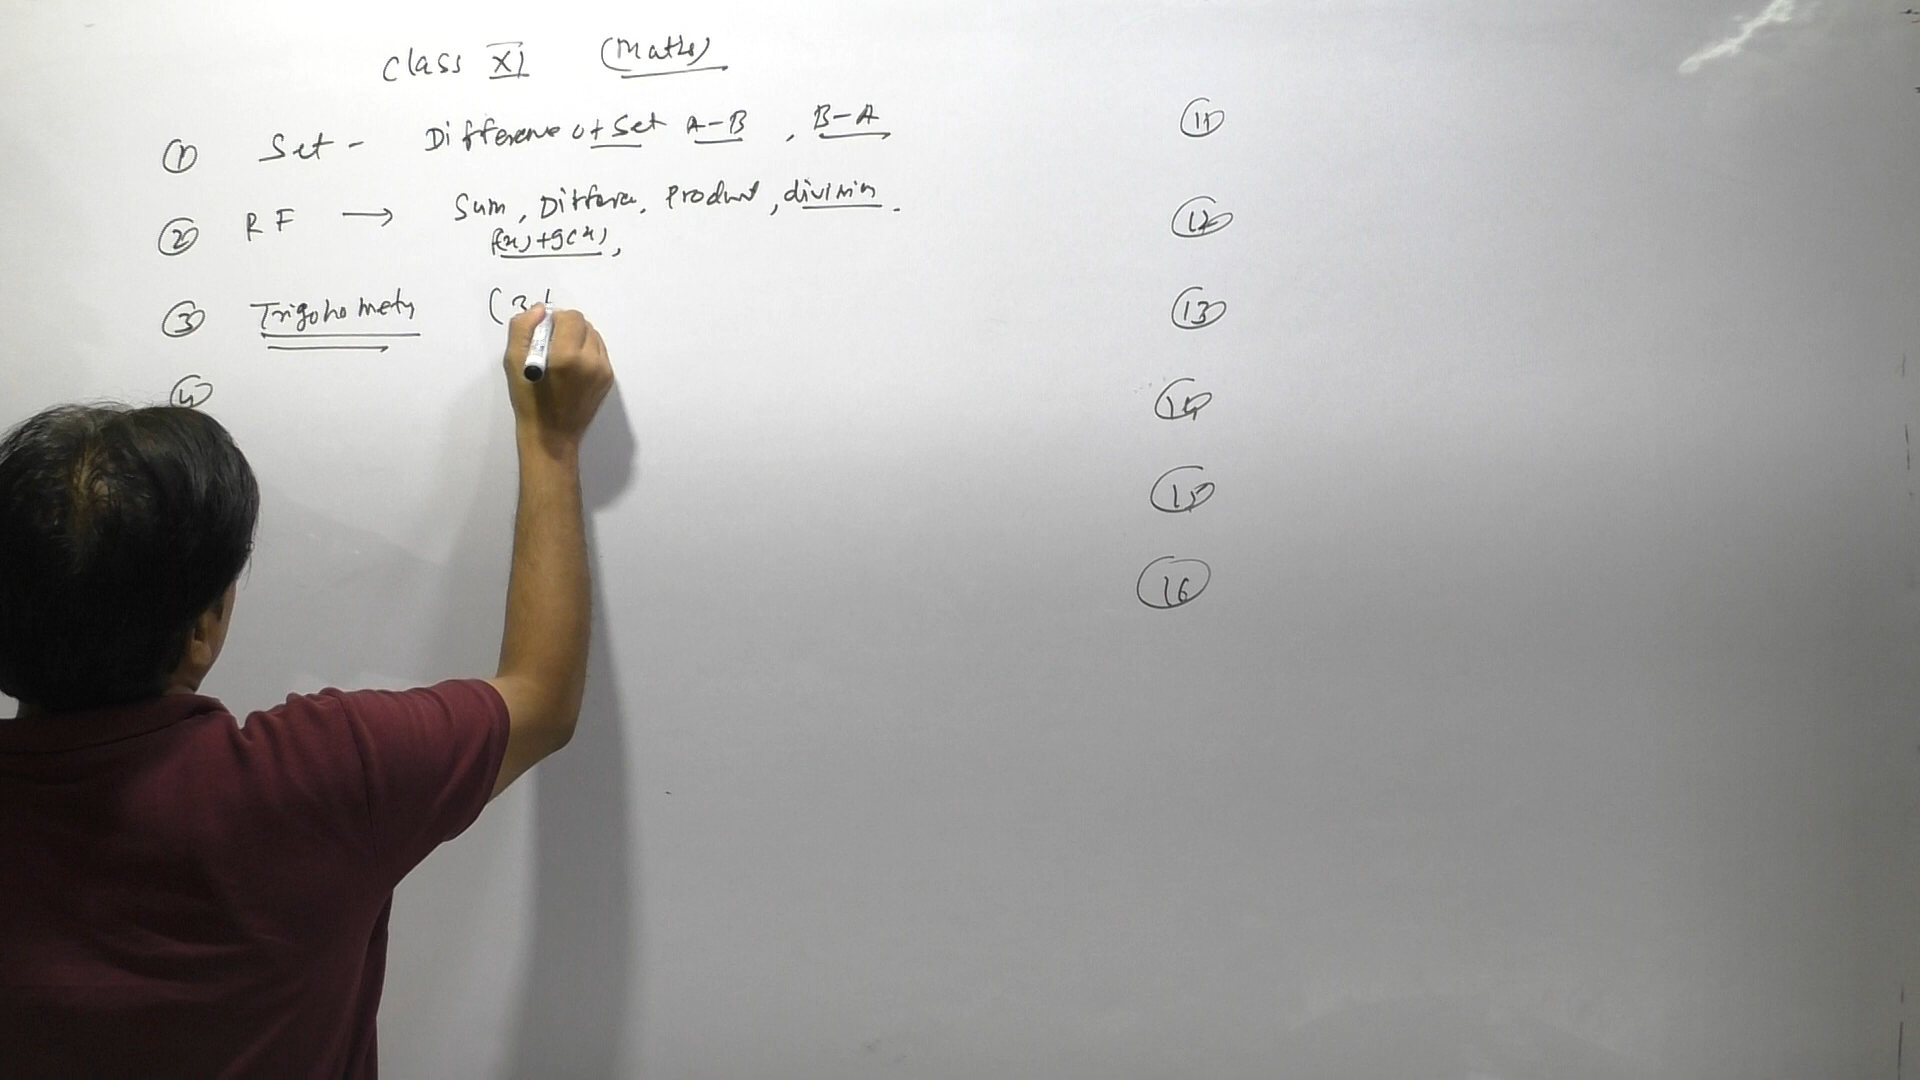 Class XI (Maths)
① Set - Difference of Set A-B, B-A
② RF → Sum, Differe, Product, division.
f(x)+g(x),
③ Trigonometry (3.
④
⑪
⑫
⑬
⑭
⑮
⑯